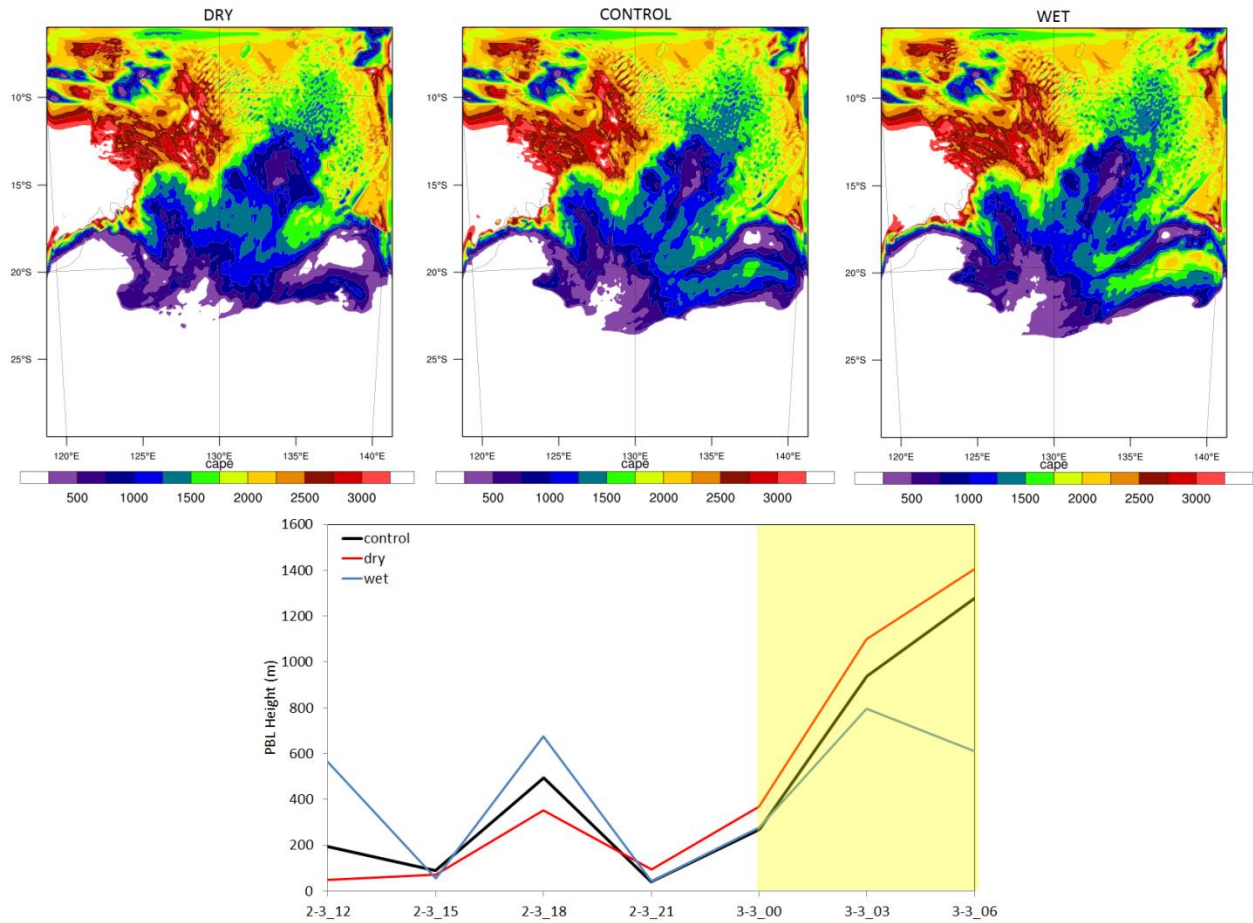 DRY CONTROL WET
10°S 10°S 10°S
15°S 15°S 15°S
20°S 20°S 20°S
25°S 25°S 25°S
120°E 125°E 130°E 135°E 140°E 120°E 125°E 130°E 135°E 140°E 120°E 125°E 130°E 135°E 140°E
cape cape cape
500 1000 1500 2000 2500 3000 500 1000 1500 2000 2500 3000 500 1000 1500 2000 2500 3000
1600
control
1400
dry
wet
1200
1000
800
600
400
200
0
PBL Height (m)
2-3_12 2-3_15 2-3_18 2-3_21 3-3_00 3-3_03 3-3_06